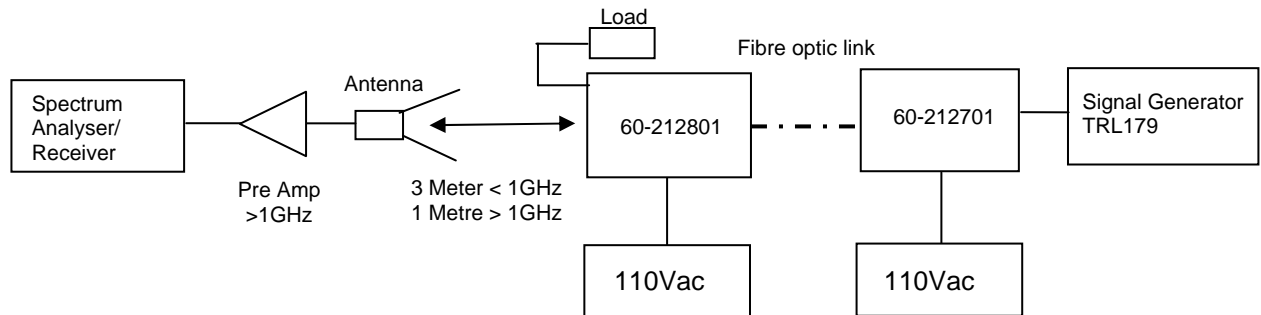 Load
Fibre optic link
Antenna
Spectrum
Analyser/
Receiver
60-212801
60-212701
Signal Generator
TRL179
Pre Amp
>1GHz
3 Meter < 1GHz
1 Metre > 1GHz
110Vac
110Vac